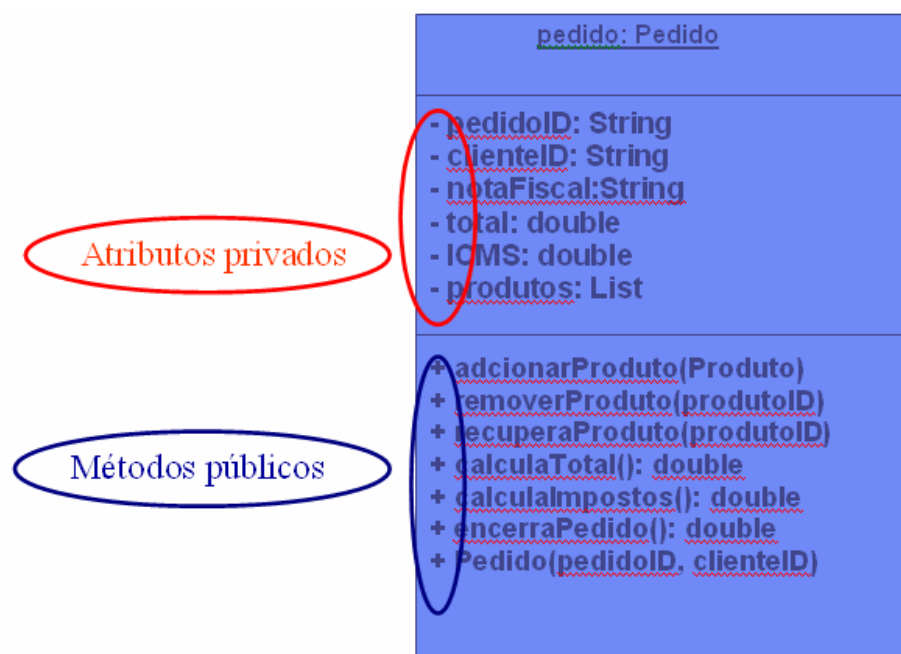 pedido: Pedido
- pedidoID: String
- clienteID: String
- notaFiscal:String
- total: double
- ICMS: double
- produtos: List
Atributos privados
+ adcionarProduto(Produto)
+ removerProduto(produtoID)
+ recuperaProduto(produtoID)
+ calculaTotal(): double
+ calculaImpostos(): double
+ encerraPedido(): double
+ Pedido(pedidoID, clienteID)
Métodos públicos